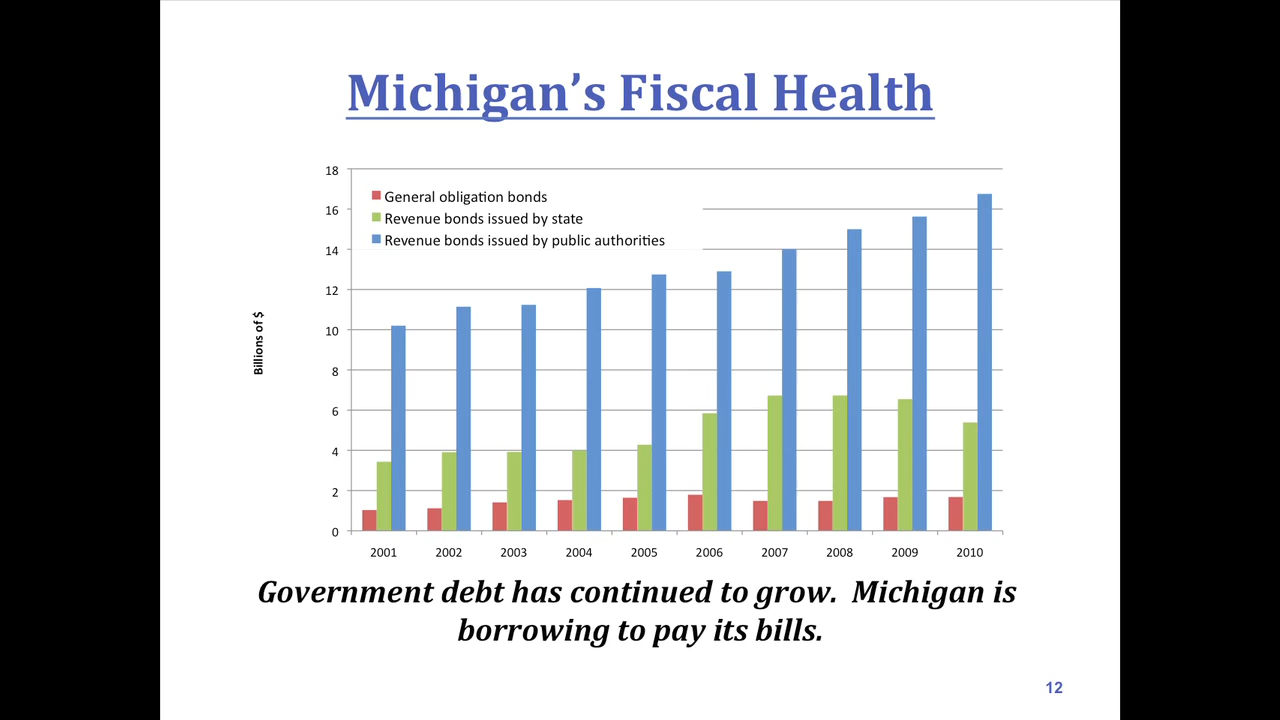 Michigan’s Fiscal Health
18
General obligation bonds
16
Revenue bonds issued by state
Revenue bonds issued by public authorities
14
12
Billions of $
10
8
6
4
2
0
2001 2002 2003 2004 2005 2006 2007 2008 2009 2010
Government debt has continued to grow.  Michigan is
borrowing to pay its bills.
12